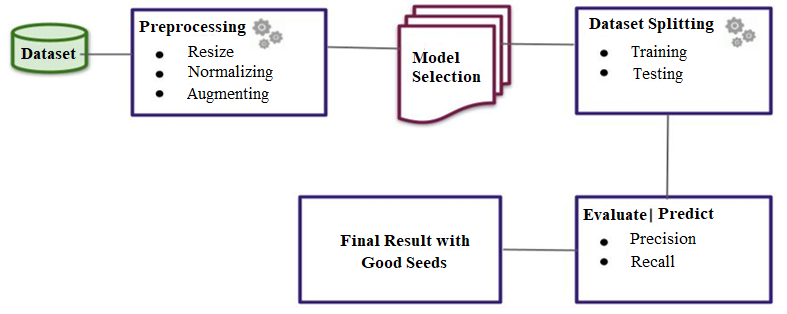 Dataset
Preprocessing
● Resize
● Normalizing
● Augmenting
Model
Selection
Dataset Splitting
● Training
● Testing
Evaluate| Predict
● Precision
● Recall
Final Result with
Good Seeds